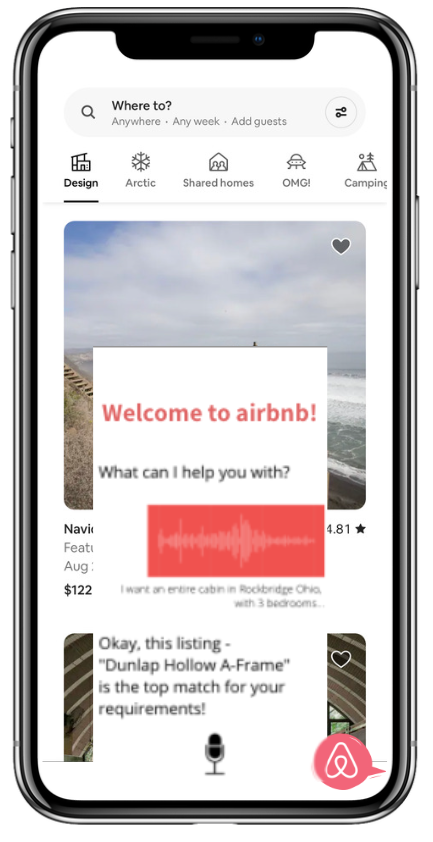 Where to?
Anywhere · Any week · Add guests
Design Arctic Shared homes OMG! Camping
Welcome to airbnb!
What can I help you with?
4.81 ★
Featu
Aug
$122
I want an entire cabin in Rockbridge Ohio,
with 3 bedrooms...
Okay, this listing -
"Dunlap Hollow A-Frame"
is the top match for your
requirements!